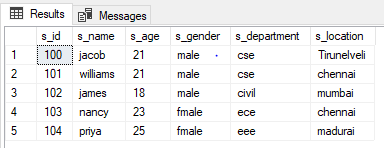 Results Messages
s_id s_name s_age s_gender s_department s_location
1 100 jacob 21 male cse Tirunelveli
2 101 williams 21 male cse chennai
3 102 james 18 male civil mumbai
4 103 nancy 23 fmale ece chennai
5 104 priya 25 fmale eee madurai